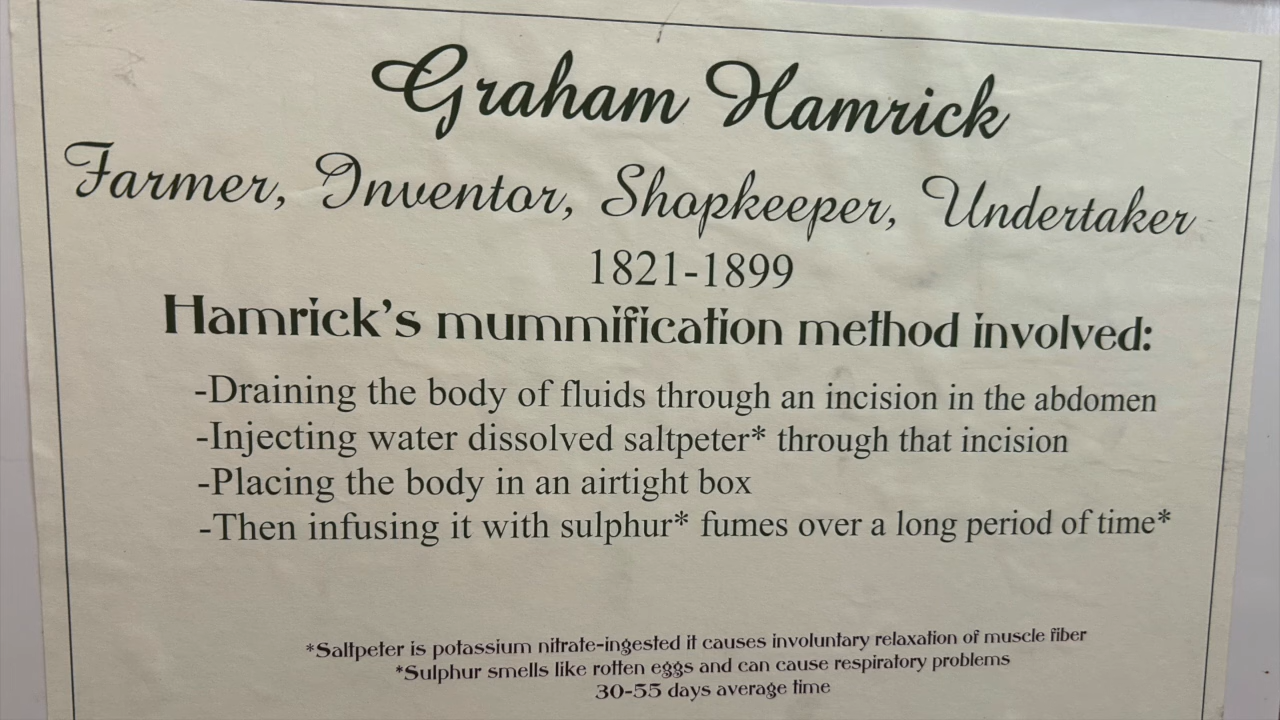 Graham Hamrick
Farmer, Inventor, Shopkeeper, Undertaker
1821-1899
Hamrick's mummification method involved:
-Draining the body of fluids through an incision in the abdomen
-Injecting water dissolved saltpeter* through that incision
-Placing the body in an airtight box
-Then infusing it with sulphur* fumes over a long period of time*
*Saltpeter is potassium nitrate-ingested it causes involuntary relaxation of muscle fiber
*Sulphur smells like rotten eggs and can cause respiratory problems
30-55 days average time